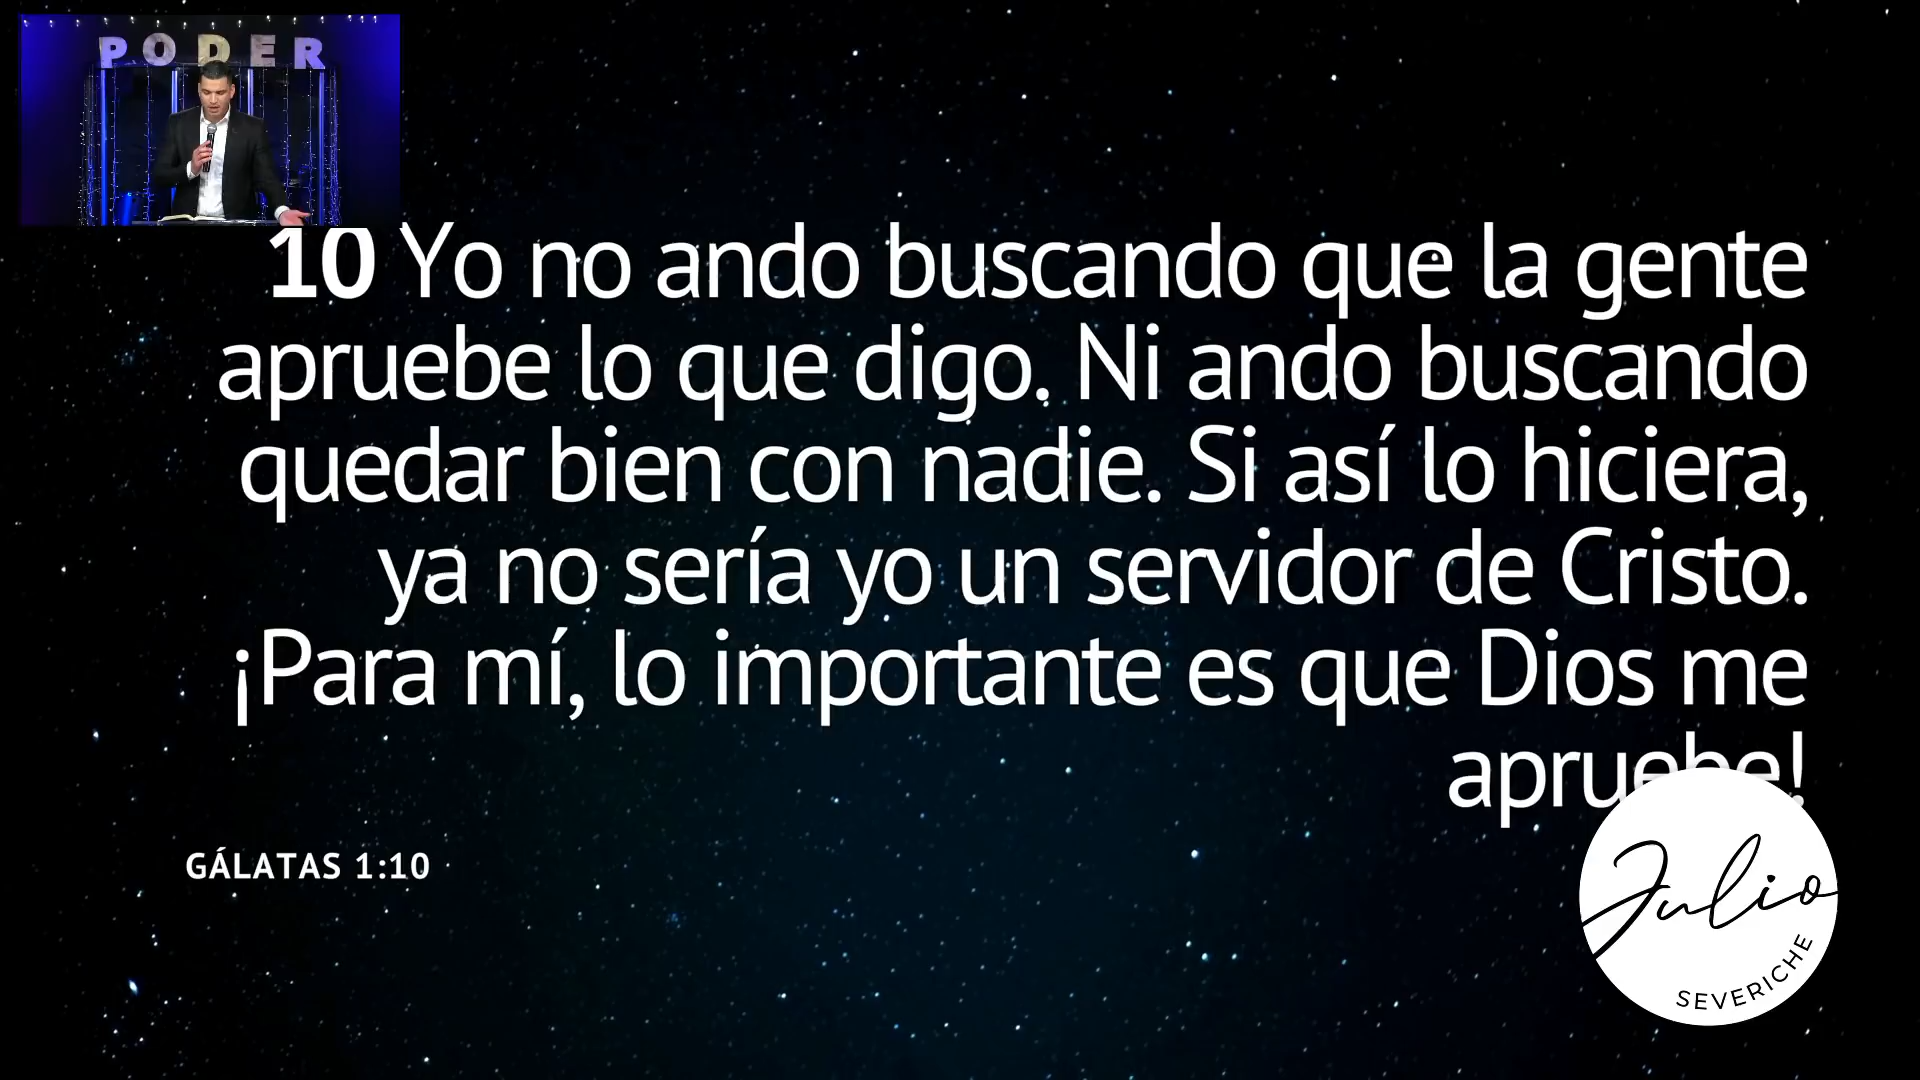 PODER
10 Yo no ando buscando que la gente
apruebe lo que digo. Ni ando buscando
quedar bien con nadie. Si así lo hiciera,
ya no sería yo un servidor de Cristo.
¡Para mí, lo importante es que Dios me
apruebe!
GÁLATAS 1:10
Julio
SEVERICHE